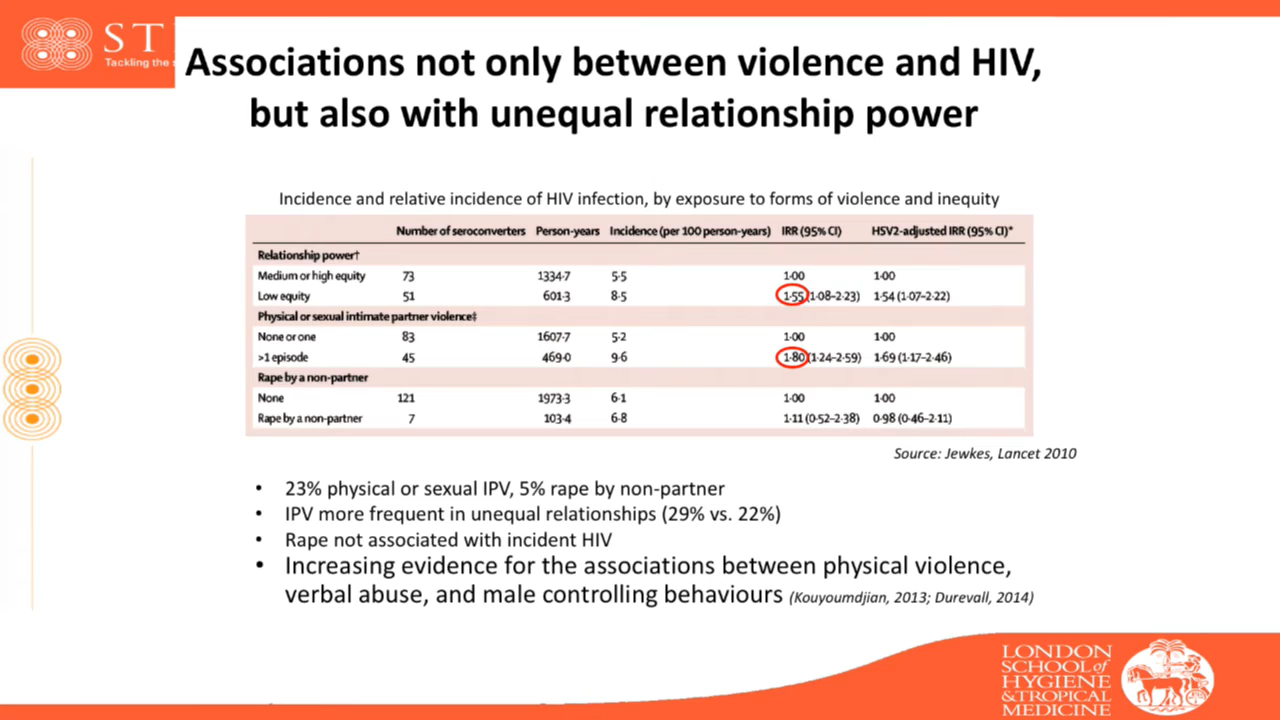 ST
Tackling the s
Associations not only between violence and HIV,
but also with unequal relationship power
Incidence and relative incidence of HIV infection, by exposure to forms of violence and inequity
Number of seroconverters Person-years Incidence (per 100 person-years) IRR (95% CI) HSV2-adjusted IRR (95% CI)*
Relationship power†
Medium or high equity 73 1334·7 5·5 1·00 1·00
Low equity 51 601·3 8·5 1·55 (1·08–2·23) 1·54 (1·07–2·22)
Physical or sexual intimate partner violence‡
None or one 83 1607·7 5·2 1·00 1·00
>1 episode 45 469·0 9·6 1·80 (1·24–2·59) 1·69 (1·17–2·46)
Rape by a non-partner
None 121 1973·3 6·1 1·00 1·00
Rape by a non-partner 7 103·4 6·8 1·11 (0·52–2·38) 0·98 (0·46–2·11)
Source: Jewkes, Lancet 2010
• 23% physical or sexual IPV, 5% rape by non-partner
• IPV more frequent in unequal relationships (29% vs. 22%)
• Rape not associated with incident HIV
• Increasing evidence for the associations between physical violence,
verbal abuse, and male controlling behaviours (Kouyoumdjian, 2013; Durevall, 2014)
LONDON
SCHOOL of
HYGIENE
& TROPICAL
MEDICINE